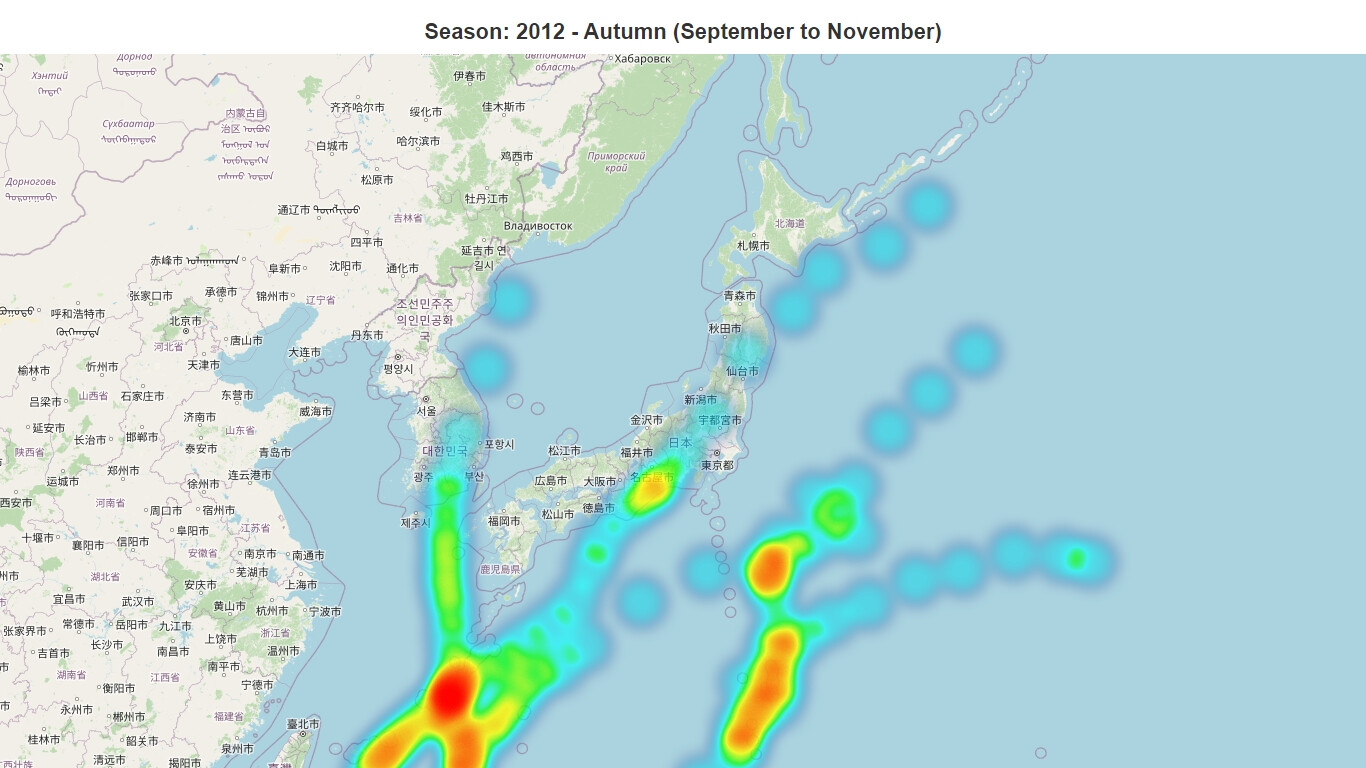 Season: 2012 - Autumn (September to November)
Хабаровск
автономная
область
Дорнод
Хэнтий
伊春市
齐齐哈尔市
绥化市
佳木斯市
内蒙古自
治区
Сүхбаатар
哈尔滨市
白城市
鸡西市
Приморский
край
松原市
Дорноговь
牡丹江市
通辽市
吉林省
Владивосток
北海道
四平市
札幌市
延吉市 연
길시
赤峰市
阜新市
沈阳市
通化市
张家口市
承德市
锦州市
辽宁省
조선민주주
의인민공화
국
青森市
呼和浩特市
北京市
秋田市
丹东市
唐山市
河北省
大连市
天津市
평양시
仙台市
榆林市
忻州市
东营市
山西省
石家庄市
吕梁市
서울
威海市
新潟市
济南市
金沢市
宇都宮市
延安市
长治市
邯郸市
山东省
日本
포항시
陕西省
泰安市
青岛市
대한민국
松江市
福井市
東京都
运城市
郑州市
连云港市
광주
부산
広島市
大阪市
名古屋市
徐州市
西安市
河南省
周口市
宿州市
제주시
福岡市
松山市
徳島市
十堰市
襄阳市
信阳市
阜阳市
江苏省
安徽省
南京市
南通市
鹿児島県
州市
湖北省
安庆市
芜湖市
上海市
宜昌市
武汉市
黄山市
杭州市
宁波市
张家界市
常德市
岳阳市
九江市
浙江省
吉首市
长沙市
南昌市
上饶市
温州市
湖南省
江西省
南平市
衡阳市
宁德市
永州市
郴州市
福建省
臺北市
桂林市
韶关市
泉州市
清远市
揭阳市